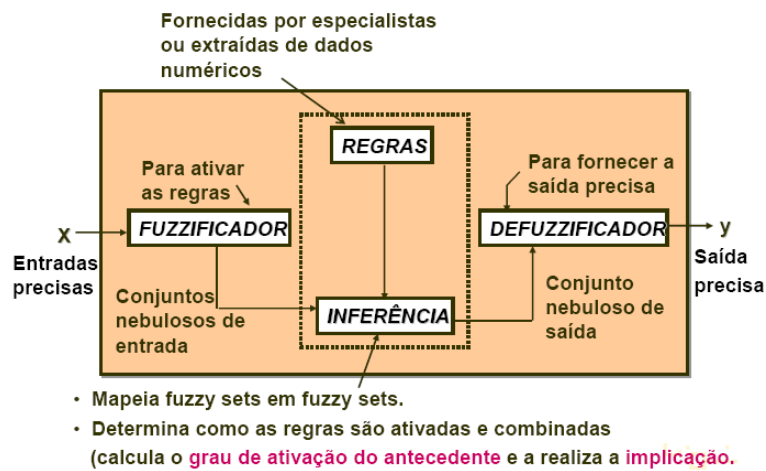 Fornecidas por especialistas
ou extraídas de dados
numéricos
REGRAS
Para ativar
as regras
Para fornecer a
saída precisa
FUZZIFICADOR
DEFUZZIFICADOR
X
y
Entradas
precisas
Saída
precisa
Conjuntos
nebulosos de
entrada
INFERÊNCIA
Conjunto
nebuloso de
saída
• Mapeia fuzzy sets em fuzzy sets.
• Determina como as regras são ativadas e combinadas
(calcula o grau de ativação do antecedente e a realiza a implicação.